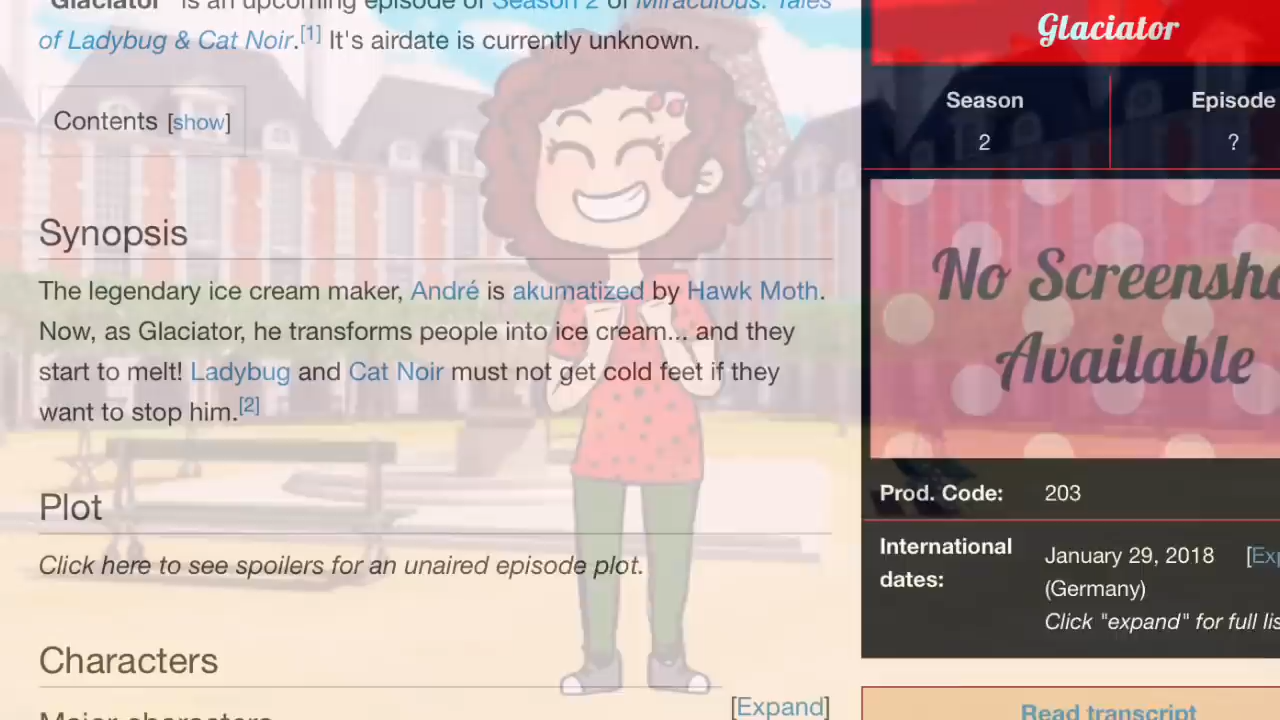 "Glaciator" is an upcoming episode of Season 2 of Miraculous: Tales
of Ladybug & Cat Noir.[1] It's airdate is currently unknown.
Contents [show]
Synopsis
The legendary ice cream maker, André is akumatized by Hawk Moth.
Now, as Glaciator, he transforms people into ice cream... and they
start to melt! Ladybug and Cat Noir must not get cold feet if they
want to stop him.[2]
Plot
Click here to see spoilers for an unaired episode plot.
Characters
[Expand]
Major characters
Glaciator
Season
Episode
2
?
No Screensho
Available
Prod. Code: 203
International
dates:
January 29, 2018 [Exp
(Germany)
Click "expand" for full lis
Read transcript